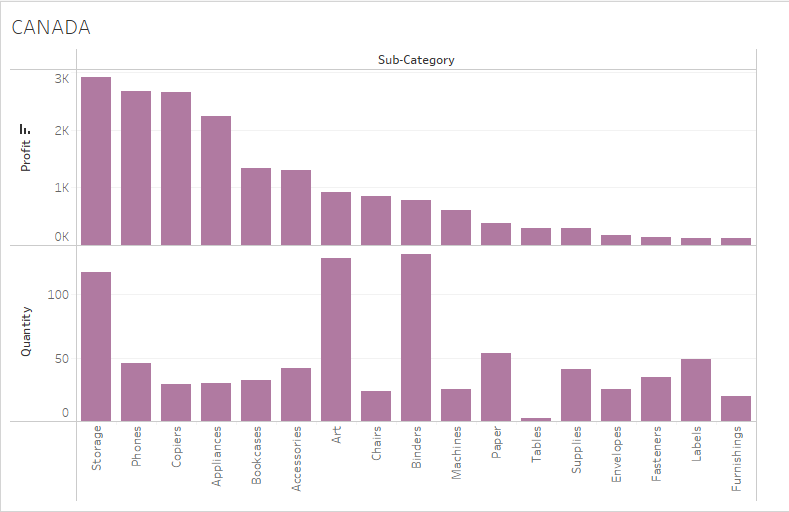 CANADA
Sub-Category
3K
2K
1K
0K
Profit
100
50
0
Quantity
Storage
Phones
Copiers
Appliances
Bookcases
Accessories
Art
Chairs
Binders
Machines
Paper
Tables
Supplies
Envelopes
Fasteners
Labels
Furnishings